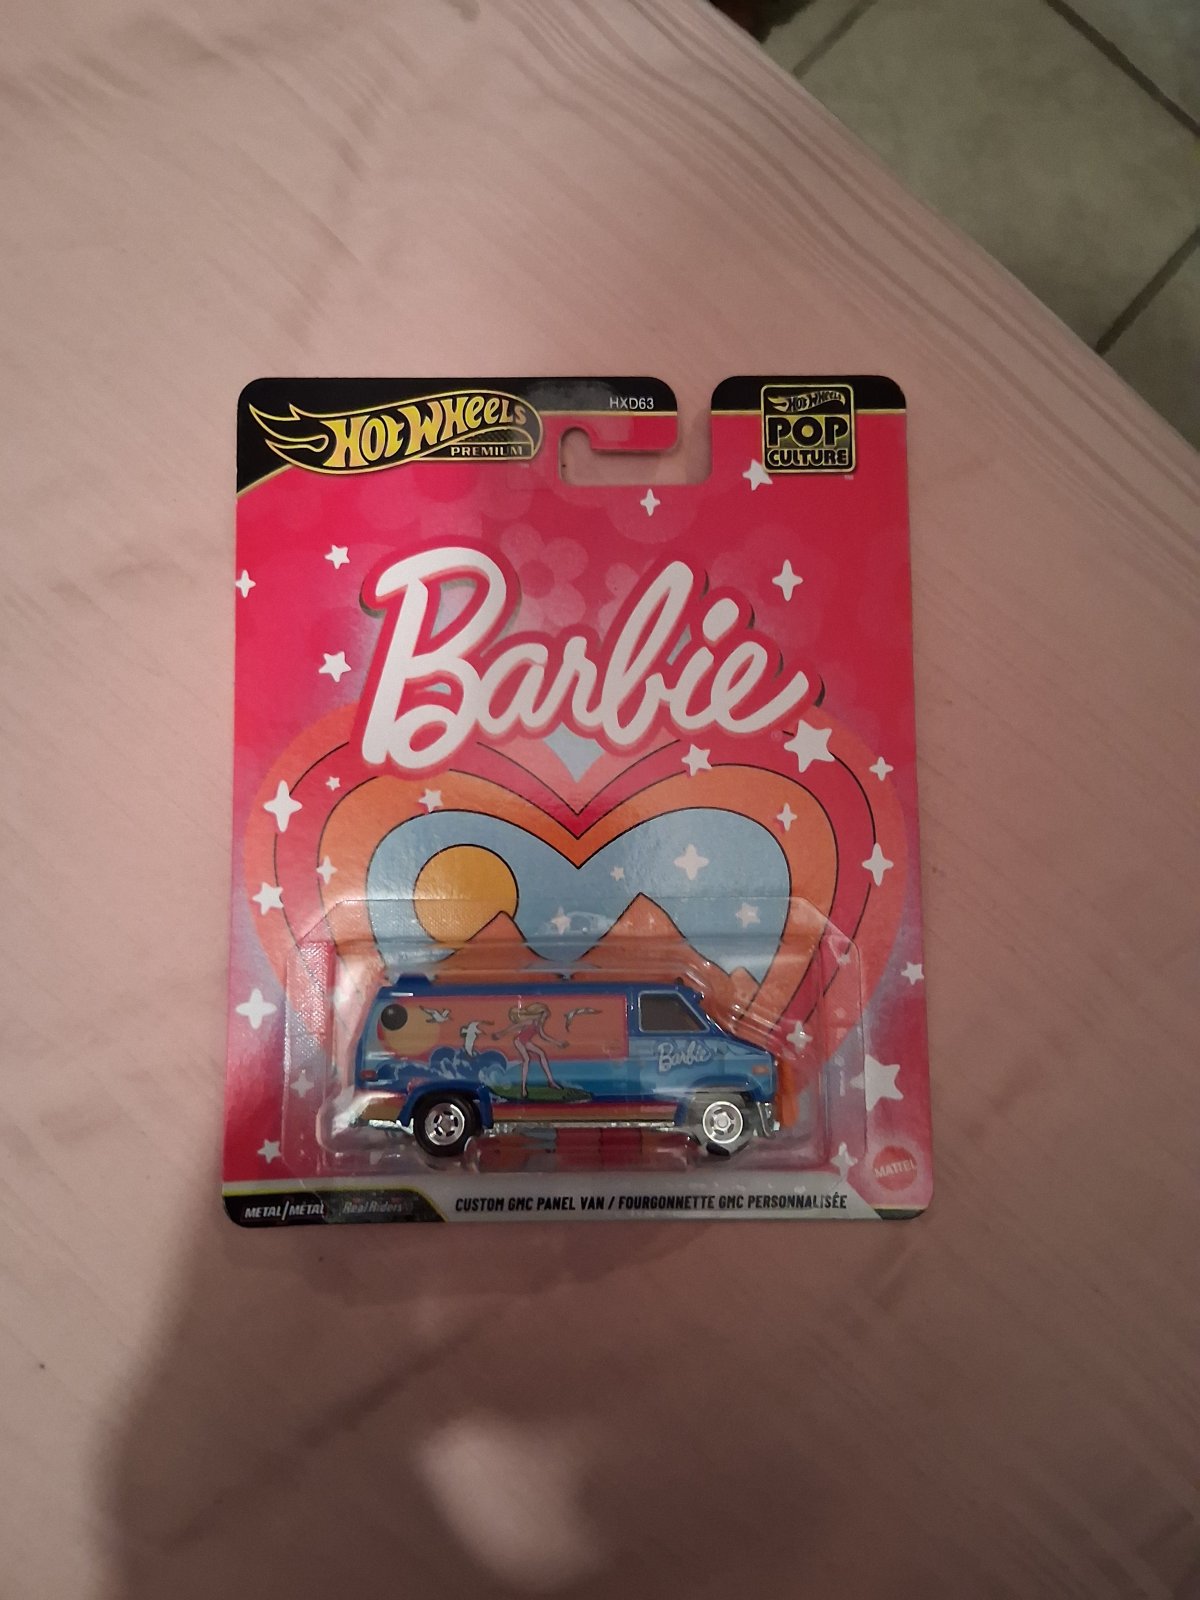 HOT WHEELS
PREMIUM
HXD63
HOT WHEELS
POP
CULTURE
Barbie
Barbie
MATTEL
METAL/MÉTAL
Real Riders
CUSTOM GMC PANEL VAN / FOURGONNETTE GMC PERSONNALISÉE